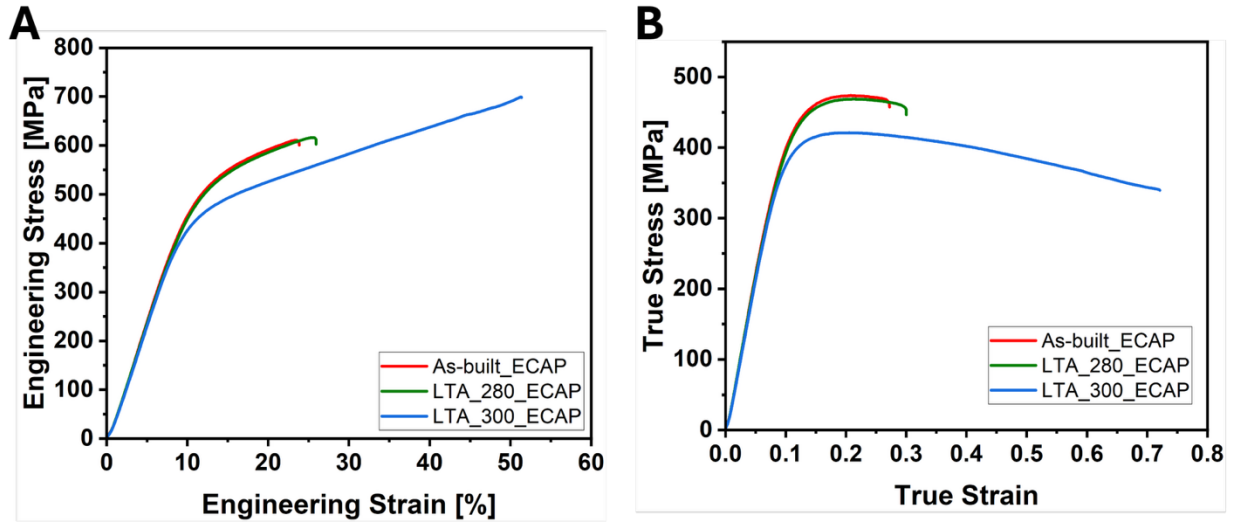 A
Engineering Stress [MPa]
800
700
600
500
400
300
200
100
0
0 10 20 30 40 50 60
Engineering Strain [%]
As-built_ECAP
LTA_280_ECAP
LTA_300_ECAP
B
True Stress [MPa]
500
400
300
200
100
0
0.0 0.1 0.2 0.3 0.4 0.5 0.6 0.7 0.8
True Strain
As-built_ECAP
LTA_280_ECAP
LTA_300_ECAP